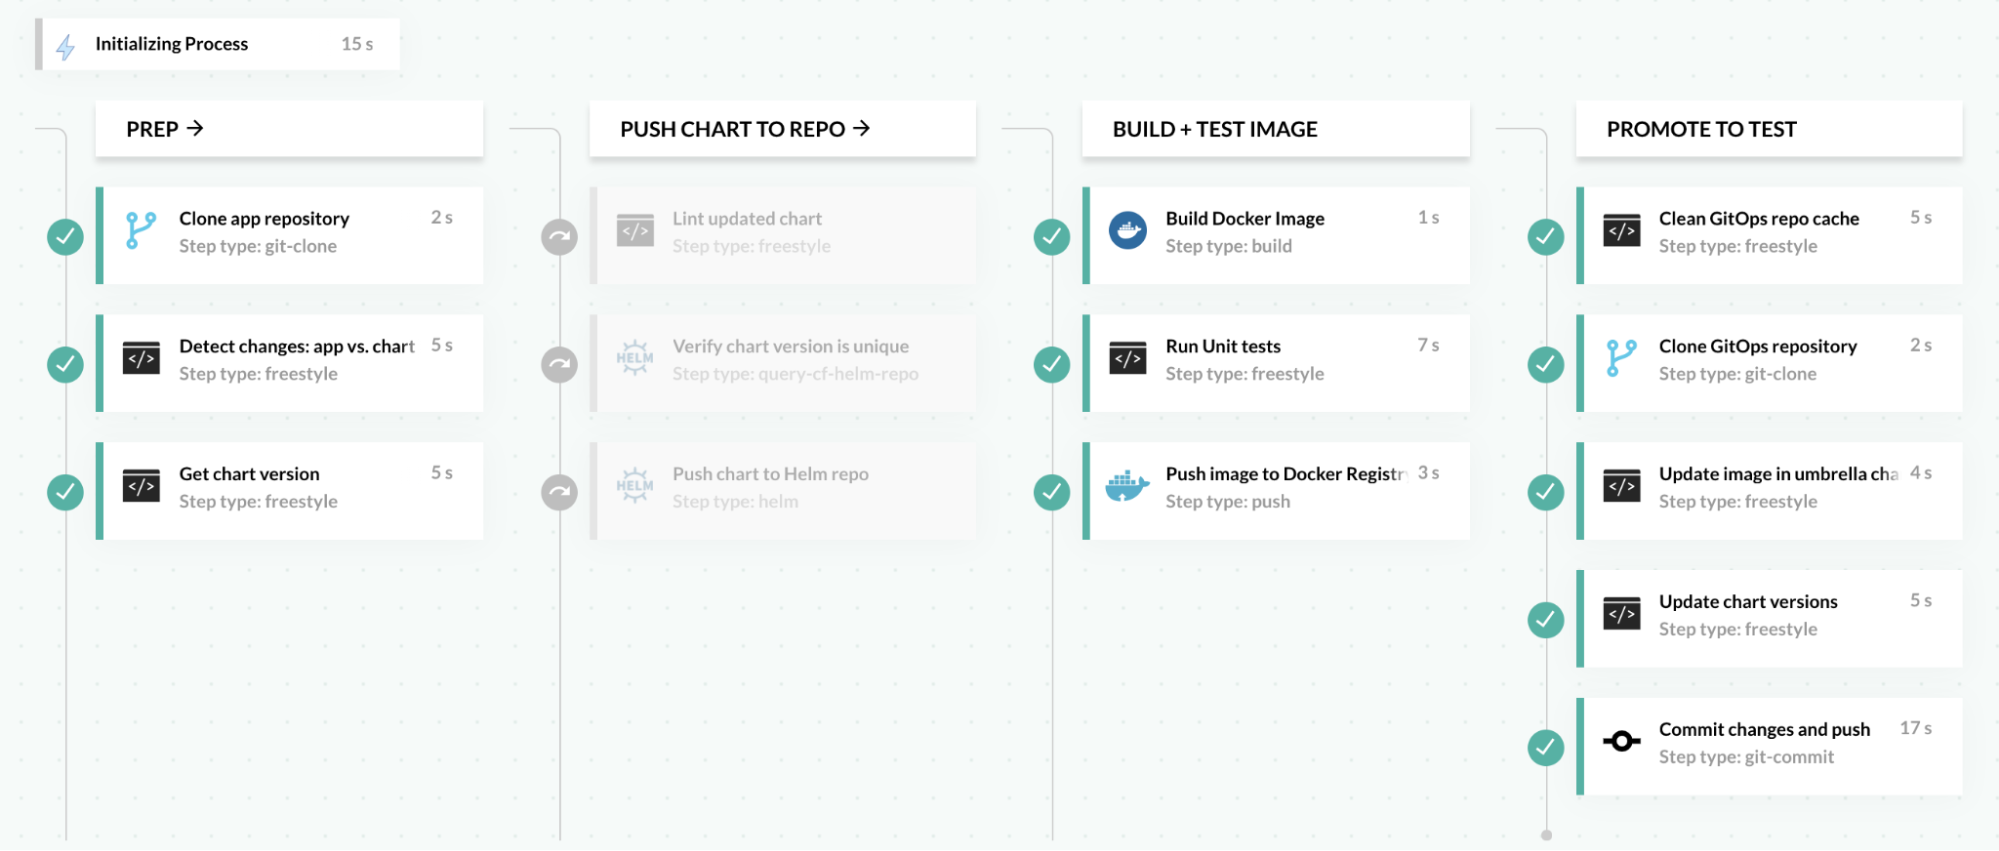 Initializing Process 15 s
PREP →
Clone app repository 2 s
Step type: git-clone
Detect changes: app vs. chart 5 s
Step type: freestyle
Get chart version 5 s
Step type: freestyle
PUSH CHART TO REPO →
</> Lint updated chart
Step type: freestyle
HELM Verify chart version is unique
Step type: query-cf-helm-repo
HELM Push chart to Helm repo
Step type: helm
BUILD + TEST IMAGE
Build Docker Image 1 s
Step type: build
Run Unit tests 7 s
Step type: freestyle
Push image to Docker Registr 3 s
Step type: push
PROMOTE TO TEST
Clean GitOps repo cache 5 s
Step type: freestyle
Clone GitOps repository 2 s
Step type: git-clone
Update image in umbrella cha 4 s
Step type: freestyle
Update chart versions 5 s
Step type: freestyle
Commit changes and push 17 s
Step type: git-commit